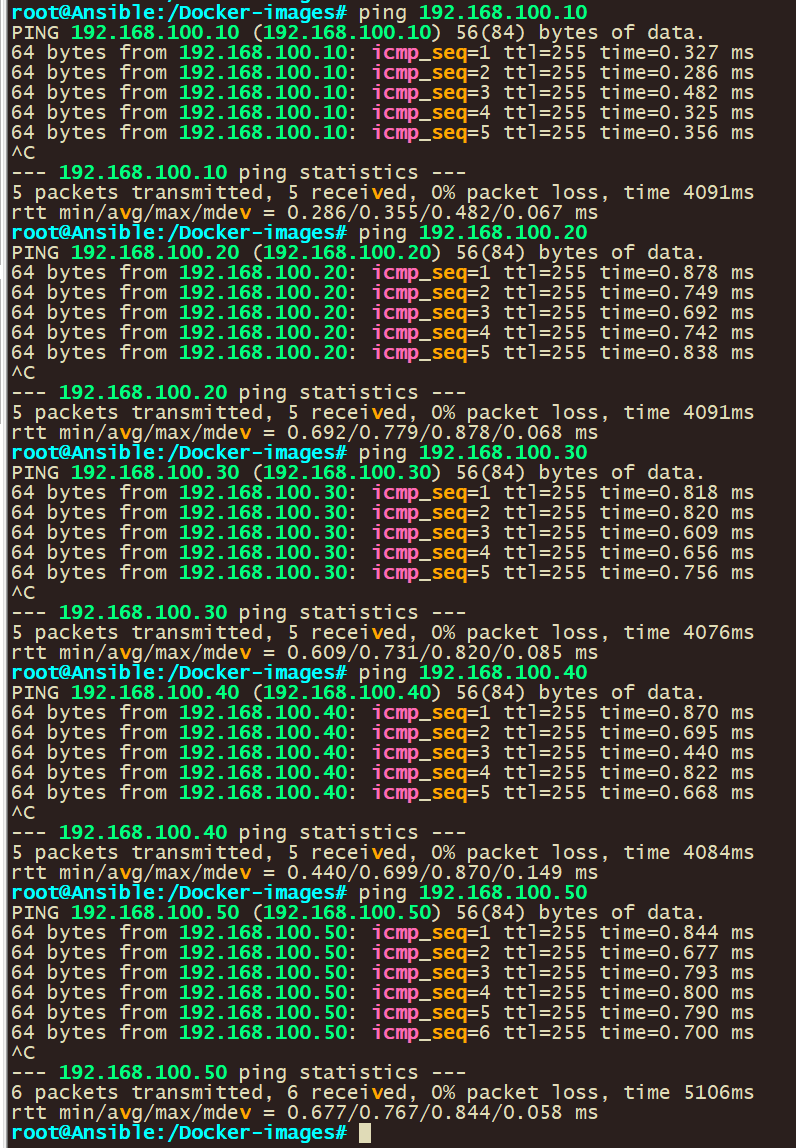 root@Ansible:/Docker-images# ping 192.168.100.10
PING 192.168.100.10 (192.168.100.10) 56(84) bytes of data.
64 bytes from 192.168.100.10: icmp_seq=1 ttl=255 time=0.327 ms
64 bytes from 192.168.100.10: icmp_seq=2 ttl=255 time=0.286 ms
64 bytes from 192.168.100.10: icmp_seq=3 ttl=255 time=0.482 ms
64 bytes from 192.168.100.10: icmp_seq=4 ttl=255 time=0.325 ms
64 bytes from 192.168.100.10: icmp_seq=5 ttl=255 time=0.356 ms
^C
--- 192.168.100.10 ping statistics ---
5 packets transmitted, 5 received, 0% packet loss, time 4091ms
rtt min/avg/max/mdev = 0.286/0.355/0.482/0.067 ms
root@Ansible:/Docker-images# ping 192.168.100.20
PING 192.168.100.20 (192.168.100.20) 56(84) bytes of data.
64 bytes from 192.168.100.20: icmp_seq=1 ttl=255 time=0.878 ms
64 bytes from 192.168.100.20: icmp_seq=2 ttl=255 time=0.749 ms
64 bytes from 192.168.100.20: icmp_seq=3 ttl=255 time=0.692 ms
64 bytes from 192.168.100.20: icmp_seq=4 ttl=255 time=0.742 ms
64 bytes from 192.168.100.20: icmp_seq=5 ttl=255 time=0.838 ms
^C
--- 192.168.100.20 ping statistics ---
5 packets transmitted, 5 received, 0% packet loss, time 4091ms
rtt min/avg/max/mdev = 0.692/0.779/0.878/0.068 ms
root@Ansible:/Docker-images# ping 192.168.100.30
PING 192.168.100.30 (192.168.100.30) 56(84) bytes of data.
64 bytes from 192.168.100.30: icmp_seq=1 ttl=255 time=0.818 ms
64 bytes from 192.168.100.30: icmp_seq=2 ttl=255 time=0.820 ms
64 bytes from 192.168.100.30: icmp_seq=3 ttl=255 time=0.609 ms
64 bytes from 192.168.100.30: icmp_seq=4 ttl=255 time=0.656 ms
64 bytes from 192.168.100.30: icmp_seq=5 ttl=255 time=0.756 ms
^C
--- 192.168.100.30 ping statistics ---
5 packets transmitted, 5 received, 0% packet loss, time 4076ms
rtt min/avg/max/mdev = 0.609/0.731/0.820/0.085 ms
root@Ansible:/Docker-images# ping 192.168.100.40
PING 192.168.100.40 (192.168.100.40) 56(84) bytes of data.
64 bytes from 192.168.100.40: icmp_seq=1 ttl=255 time=0.870 ms
64 bytes from 192.168.100.40: icmp_seq=2 ttl=255 time=0.695 ms
64 bytes from 192.168.100.40: icmp_seq=3 ttl=255 time=0.440 ms
64 bytes from 192.168.100.40: icmp_seq=4 ttl=255 time=0.822 ms
64 bytes from 192.168.100.40: icmp_seq=5 ttl=255 time=0.668 ms
^C
--- 192.168.100.40 ping statistics ---
5 packets transmitted, 5 received, 0% packet loss, time 4084ms
rtt min/avg/max/mdev = 0.440/0.699/0.870/0.149 ms
root@Ansible:/Docker-images# ping 192.168.100.50
PING 192.168.100.50 (192.168.100.50) 56(84) bytes of data.
64 bytes from 192.168.100.50: icmp_seq=1 ttl=255 time=0.844 ms
64 bytes from 192.168.100.50: icmp_seq=2 ttl=255 time=0.677 ms
64 bytes from 192.168.100.50: icmp_seq=3 ttl=255 time=0.793 ms
64 bytes from 192.168.100.50: icmp_seq=4 ttl=255 time=0.800 ms
64 bytes from 192.168.100.50: icmp_seq=5 ttl=255 time=0.790 ms
64 bytes from 192.168.100.50: icmp_seq=6 ttl=255 time=0.700 ms
^C
--- 192.168.100.50 ping statistics ---
6 packets transmitted, 6 received, 0% packet loss, time 5106ms
rtt min/avg/max/mdev = 0.677/0.767/0.844/0.058 ms
root@Ansible:/Docker-images#